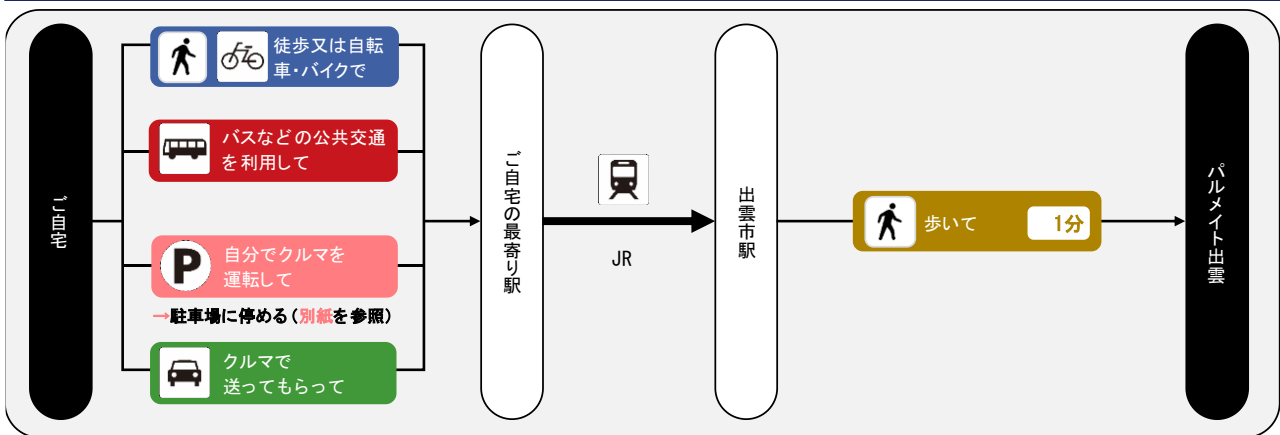 ご自宅
徒歩又は自転
車・バイクで
バスなどの公共交通
を利用して
P
自分でクルマを
運転して
→駐車場に停める(別紙を参照)
クルマで
送ってもらって
ご自宅の最寄り駅
JR
出雲市駅
歩いて
1分
パルメイト出雲